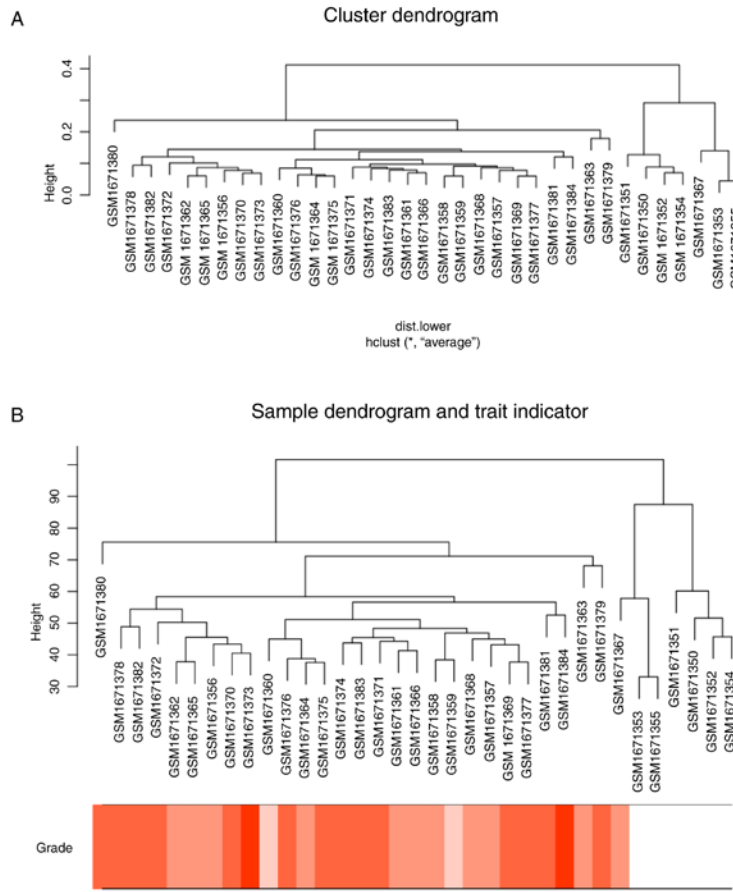 A
Cluster dendrogram
0.4
0.2
0.0
Height
GSM1671380
GSM1671378
GSM1671382
GSM1671372
GSM 1671362
GSM 1671365
GSM 1671356
GSM1671370
GSM1671373
GSM1671360
GSM1671376
GSM 1671364
GSM 1671375
GSM1671371
GSM1671374
GSM1671383
GSM1671361
GSM1671366
GSM1671358
GSM1671359
GSM1671368
GSM1671357
GSM1671369
GSM1671377
GSM1671381
GSM1671384
GSM1671363
GSM1671379
GSM1671351
GSM1671350
GSM 1671352
GSM 1671354
GSM1671367
GSM1671353
dist.lower
hclust (*, “average”)
B
Sample dendrogram and trait indicator
90
80
70
60
50
40
30
Height
GSM1671380
GSM1671378
GSM1671382
GSM1671372
GSM1671362
GSM1671365
GSM1671356
GSM1671370
GSM1671373
GSM1671360
GSM1671376
GSM1671364
GSM1671375
GSM1671374
GSM1671383
GSM1671371
GSM1671361
GSM1671366
GSM1671358
GSM1671359
GSM1671368
GSM1671357
GSM 1671369
GSM1671377
GSM1671381
GSM1671384
GSM1671363
GSM1671379
GSM1671367
GSM1671353
GSM1671355
GSM1671351
GSM1671350
GSM1671352
GSM1671354
Grade